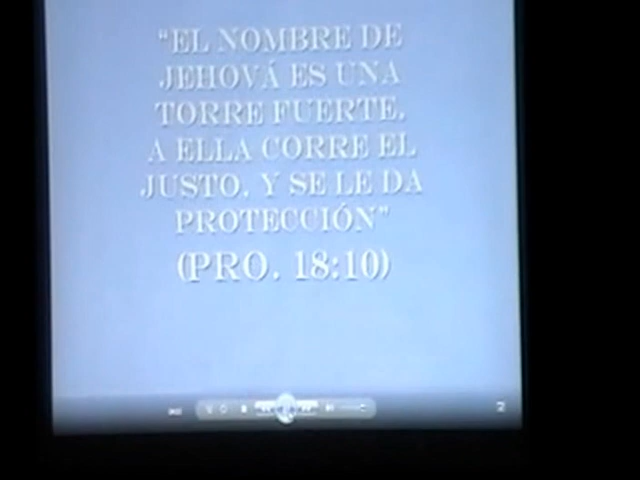 "EL NOMBRE DE
JEHOVÁ ES UNA
TORRE FUERTE.
A ELLA CORRE EL
JUSTO, Y SE LE DA
PROTECCIÓN"
(PRO. 18:10)